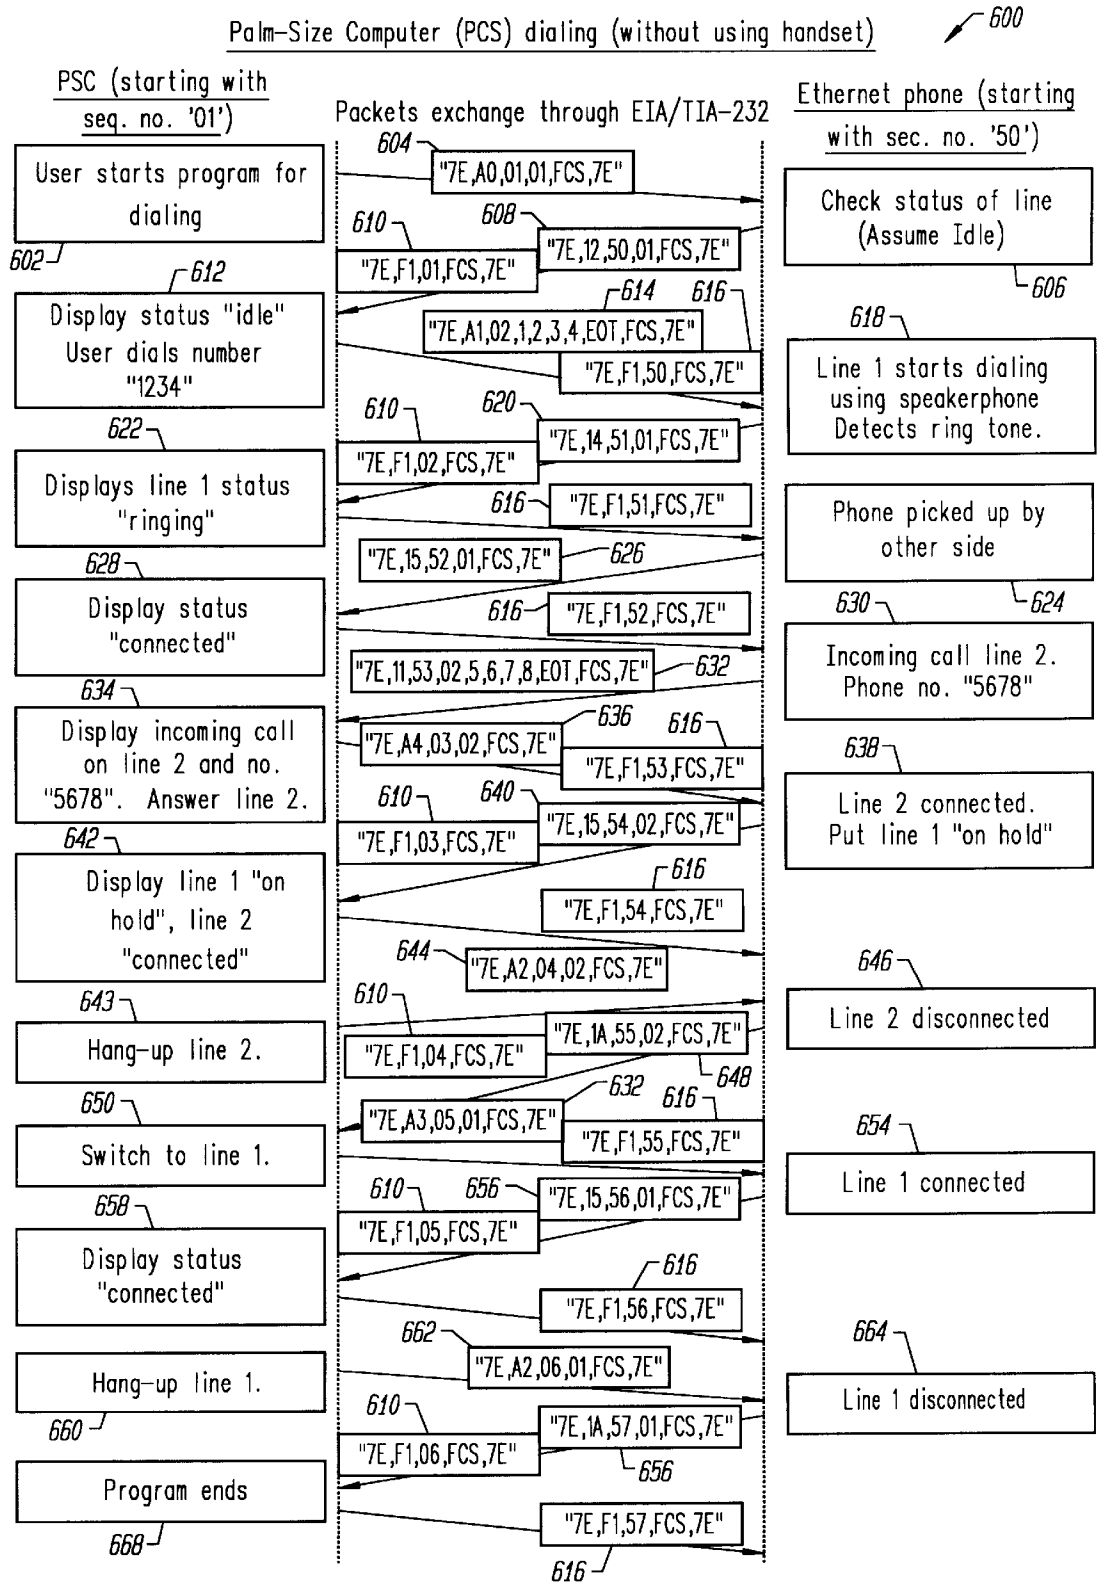 Palm-Size Computer (PCS) dialing (without using handset)
600
PSC (starting with
seq. no. '01')
Packets exchange through EIA/TIA-232
Ethernet phone (starting
with sec. no. '50')
604
"7E,A0,01,01,FCS,7E"
User starts program for
dialing
602
Check status of line
(Assume Idle)
606
610
608
"7E,12,50,01,FCS,7E"
"7E,F1,01,FCS,7E"
612
Display status "idle"
User dials number
"1234"
614
616
"7E,A1,02,1,2,3,4,EOT,FCS,7E"
"7E,F1,50,FCS,7E"
618
Line 1 starts dialing
using speakerphone
Detects ring tone.
610
620
"7E,14,51,01,FCS,7E"
"7E,F1,02,FCS,7E"
622
Displays line 1 status
"ringing"
616
"7E,F1,51,FCS,7E"
Phone picked up by
other side
624
"7E,15,52,01,FCS,7E"
626
628
Display status
"connected"
616
"7E,F1,52,FCS,7E"
630
Incoming call line 2.
Phone no. "5678"
"7E,11,53,02,5,6,7,8,EOT,FCS,7E"
632
634
Display incoming call
on line 2 and no.
"5678". Answer line 2.
636
"7E,A4,03,02,FCS,7E"
616
"7E,F1,53,FCS,7E"
638
Line 2 connected.
Put line 1 "on hold"
610
640
"7E,15,54,02,FCS,7E"
"7E,F1,03,FCS,7E"
642
Display line 1 "on
hold", line 2
"connected"
616
"7E,F1,54,FCS,7E"
644
"7E,A2,04,02,FCS,7E"
646
Line 2 disconnected
643
Hang-up line 2.
610
"7E,1A,55,02,FCS,7E"
"7E,F1,04,FCS,7E"
648
650
Switch to line 1.
632
"7E,A3,05,01,FCS,7E"
616
"7E,F1,55,FCS,7E"
654
Line 1 connected
610
656
"7E,15,56,01,FCS,7E"
"7E,F1,05,FCS,7E"
658
Display status
"connected"
616
"7E,F1,56,FCS,7E"
662
"7E,A2,06,01,FCS,7E"
664
Line 1 disconnected
Hang-up line 1.
660
610
"7E,1A,57,01,FCS,7E"
"7E,F1,06,FCS,7E"
656
Program ends
668
"7E,F1,57,FCS,7E"
616